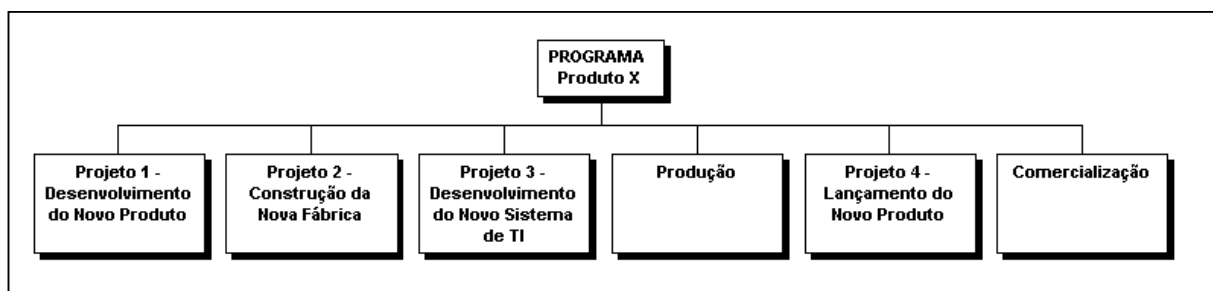 PROGRAMA
Produto X
Projeto 1 -
Desenvolvimento
do Novo Produto
Projeto 2 -
Construção da
Nova Fábrica
Projeto 3 -
Desenvolvimento
do Novo Sistema
de TI
Produção
Projeto 4 -
Lançamento do
Novo Produto
Comercialização